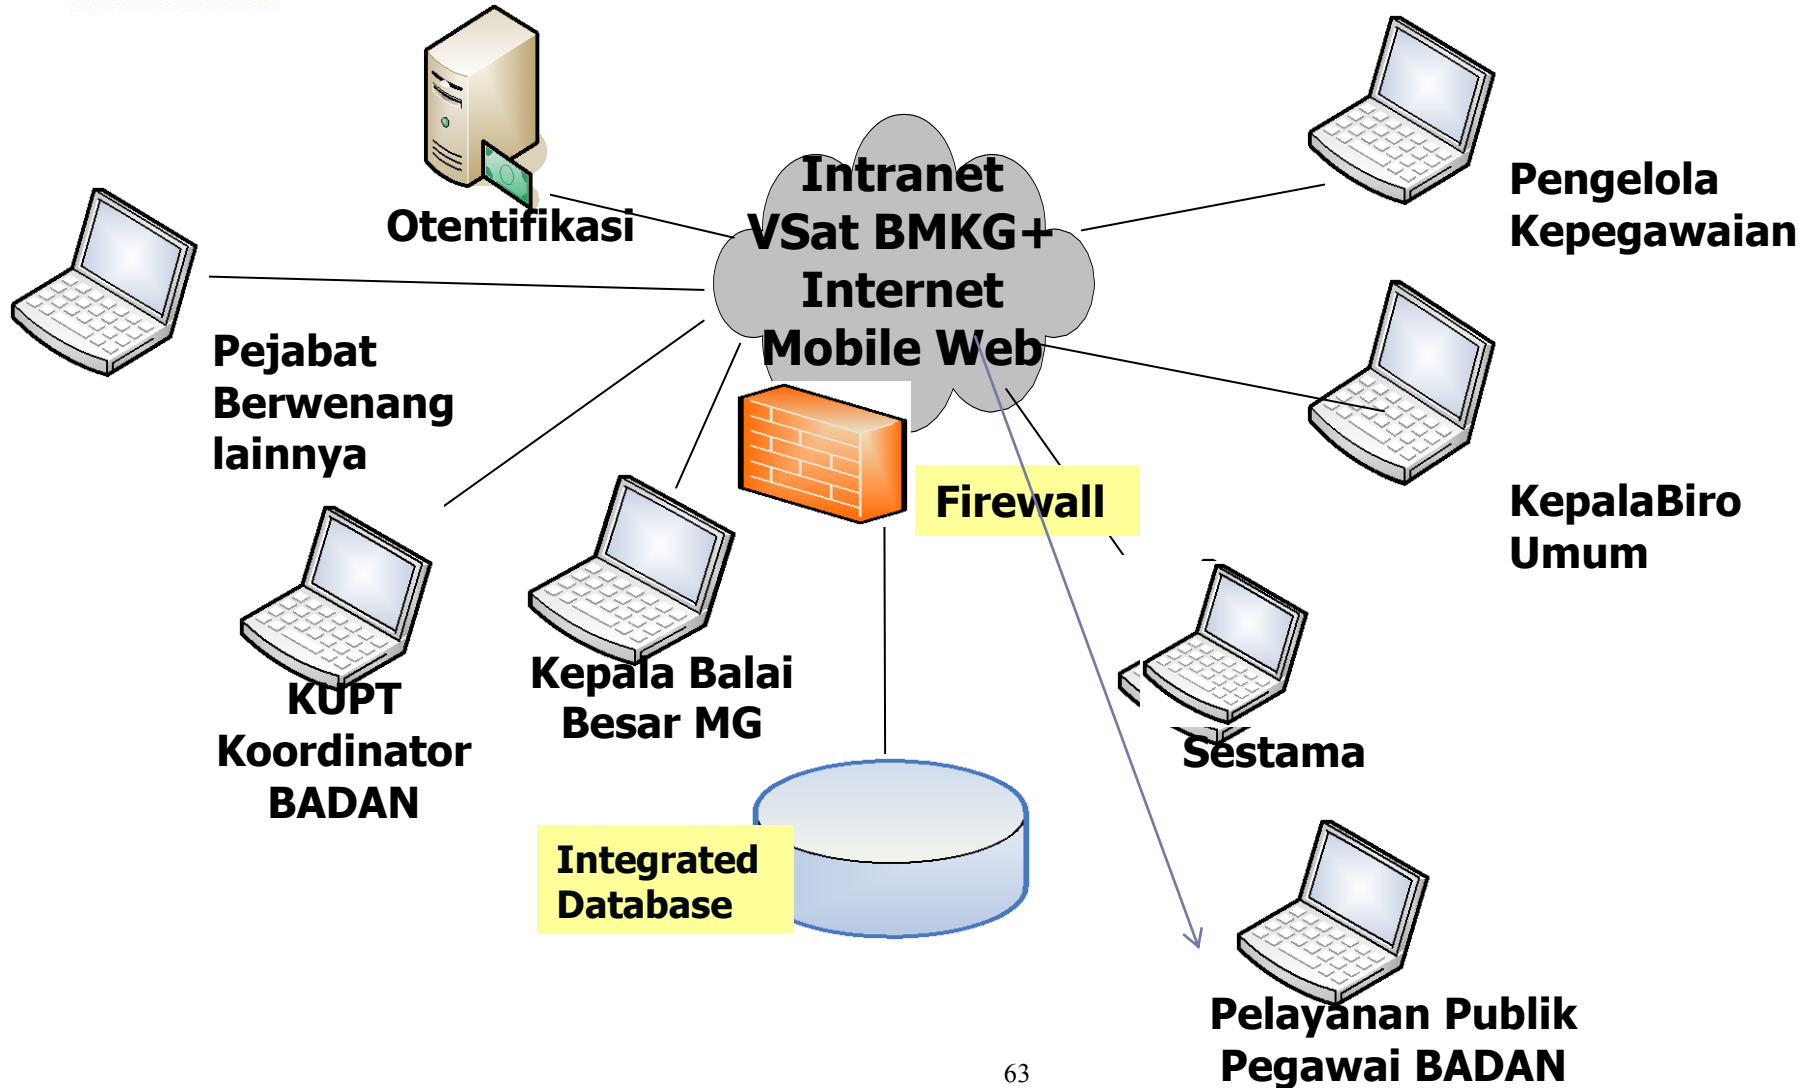 Otentifikasi
Intranet
VSat BMKG+
Internet
Mobile Web
Pengelola
Kepegawaian
Pejabat
Berwenang
lainnya
Firewall
KepalaBiro
Umum
KUPT
Koordinator
BADAN
Kepala Balai
Besar MG
Sestama
Integrated
Database
Pelayanan Publik
Pegawai BADAN
63